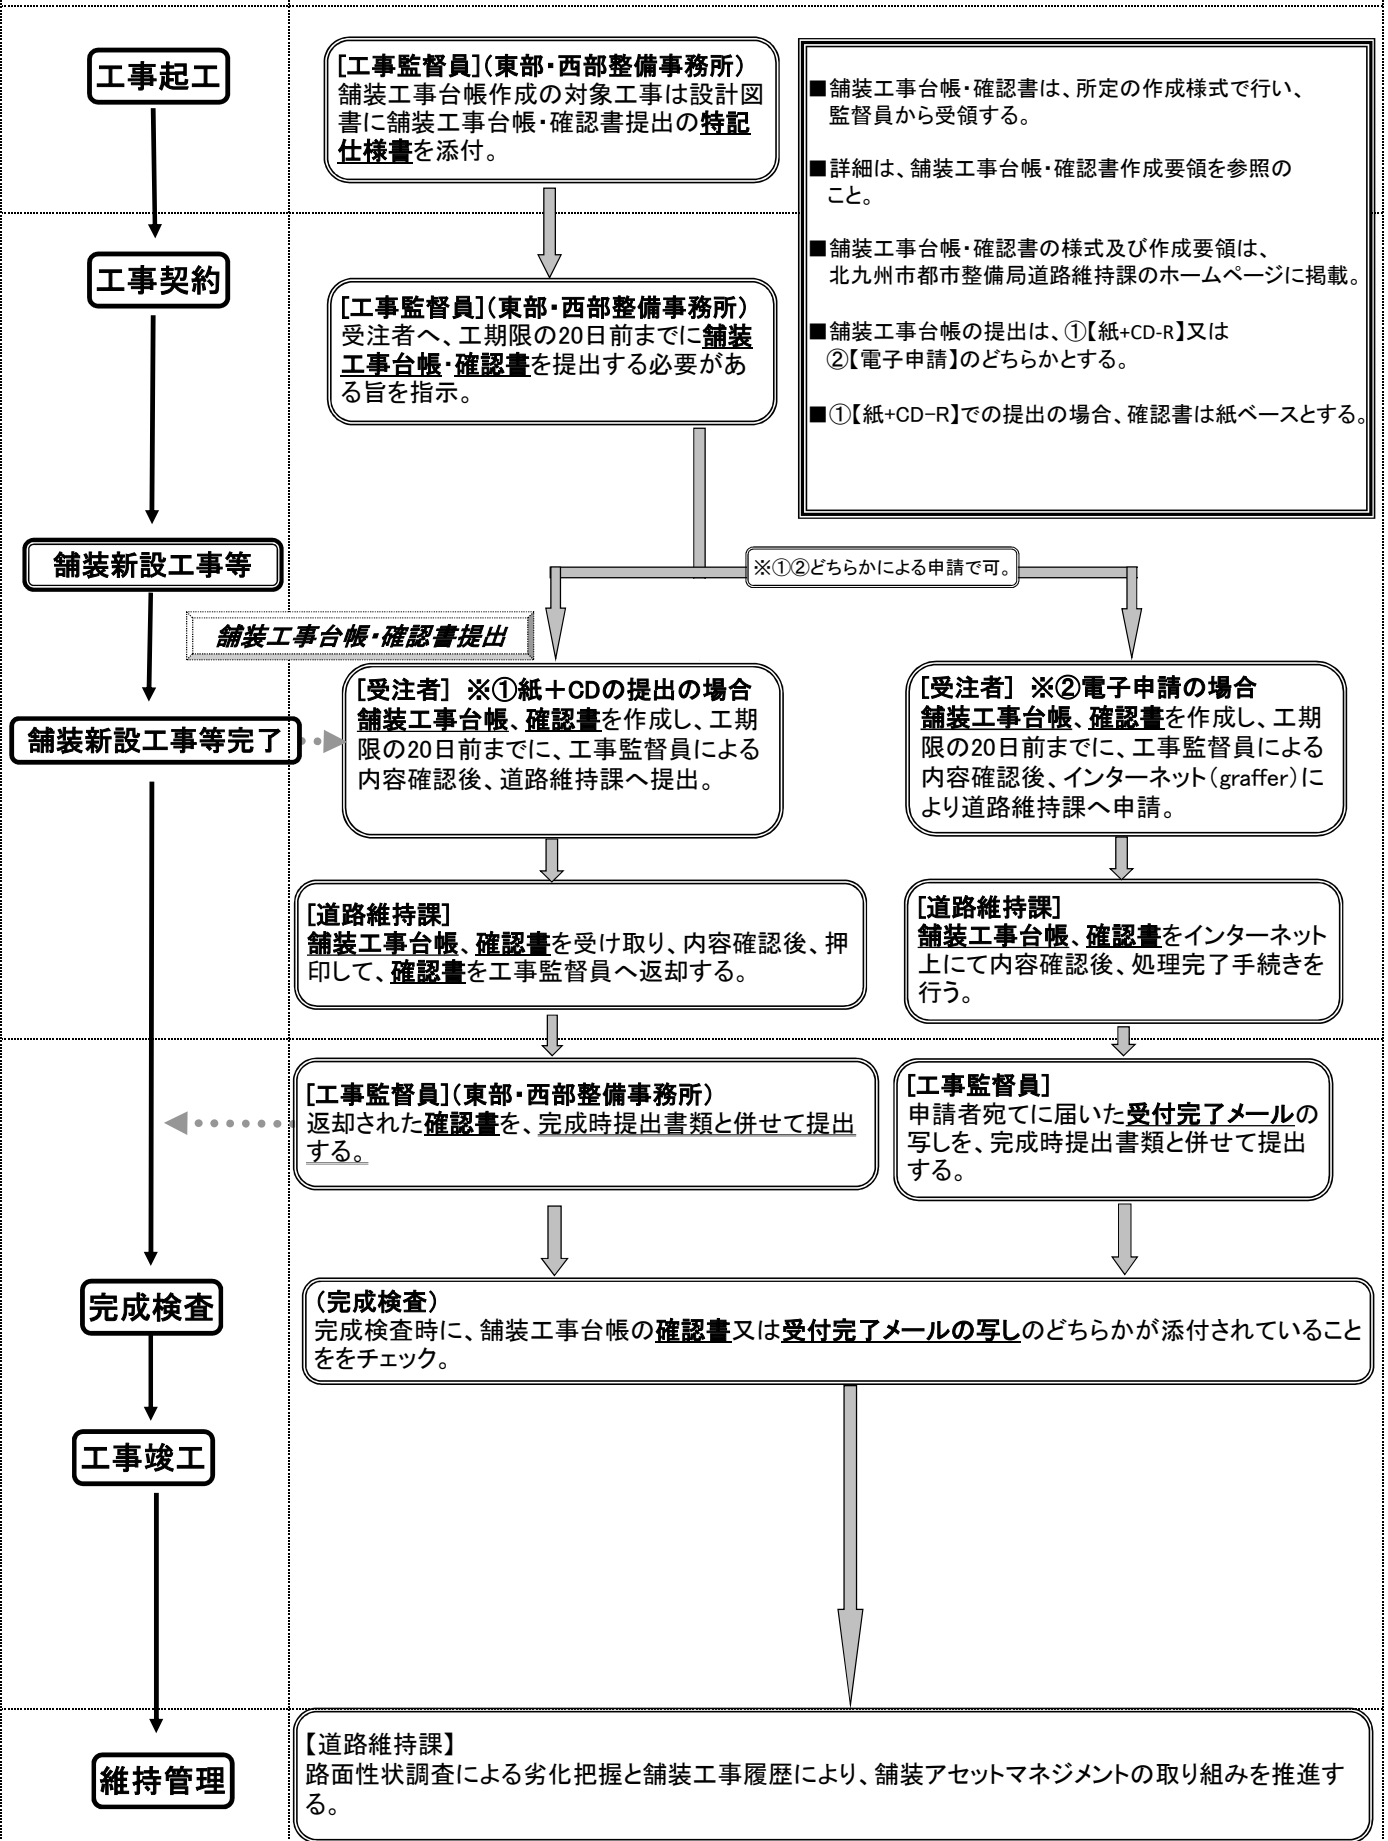 工事起工
[工事監督員](東部・西部整備事務所)
舗装工事台帳作成の対象工事は設計図
書に舗装工事台帳・確認書提出の特記
仕様書を添付。
■舗装工事台帳・確認書は、所定の作成様式で行い、
監督員から受領する。
■詳細は、舗装工事台帳・確認書作成要領を参照の
こと。
■舗装工事台帳・確認書の様式及び作成要領は、
北九州市都市整備局道路維持課のホームページに掲載。
■舗装工事台帳の提出は、①【紙+CD-R】又は
②【電子申請】のどちらかとする。
■①【紙+CD-R】での提出の場合、確認書は紙ベースとする。
工事契約
[工事監督員](東部・西部整備事務所)
受注者へ、工期限の20日前までに舗装
工事台帳・確認書を提出する必要があ
る旨を指示。
舗装新設工事等
※①②どちらかによる申請で可。
舗装工事台帳・確認書提出
舗装新設工事等完了
[受注者] ※①紙+CDの提出の場合
舗装工事台帳、確認書を作成し、工期
限の20日前までに、工事監督員による
内容確認後、道路維持課へ提出。
[受注者] ※②電子申請の場合
舗装工事台帳、確認書を作成し、工期
限の20日前までに、工事監督員による
内容確認後、インターネット(graffer)に
より道路維持課へ申請。
[道路維持課]
舗装工事台帳、確認書を受け取り、内容確認後、押
印して、確認書を工事監督員へ返却する。
[道路維持課]
舗装工事台帳、確認書をインターネット
上にて内容確認後、処理完了手続きを
行う。
[工事監督員](東部・西部整備事務所)
返却された確認書を、完成時提出書類と併せて提出
する。
[工事監督員]
申請者宛てに届いた受付完了メールの
写しを、完成時提出書類と併せて提出
する。
完成検査
(完成検査)
完成検査時に、舗装工事台帳の確認書又は受付完了メールの写しのどちらかが添付されていること
ををチェック。
工事竣工
維持管理
【道路維持課】
路面性状調査による劣化把握と舗装工事履歴により、舗装アセットマネジメントの取り組みを推進す
る。